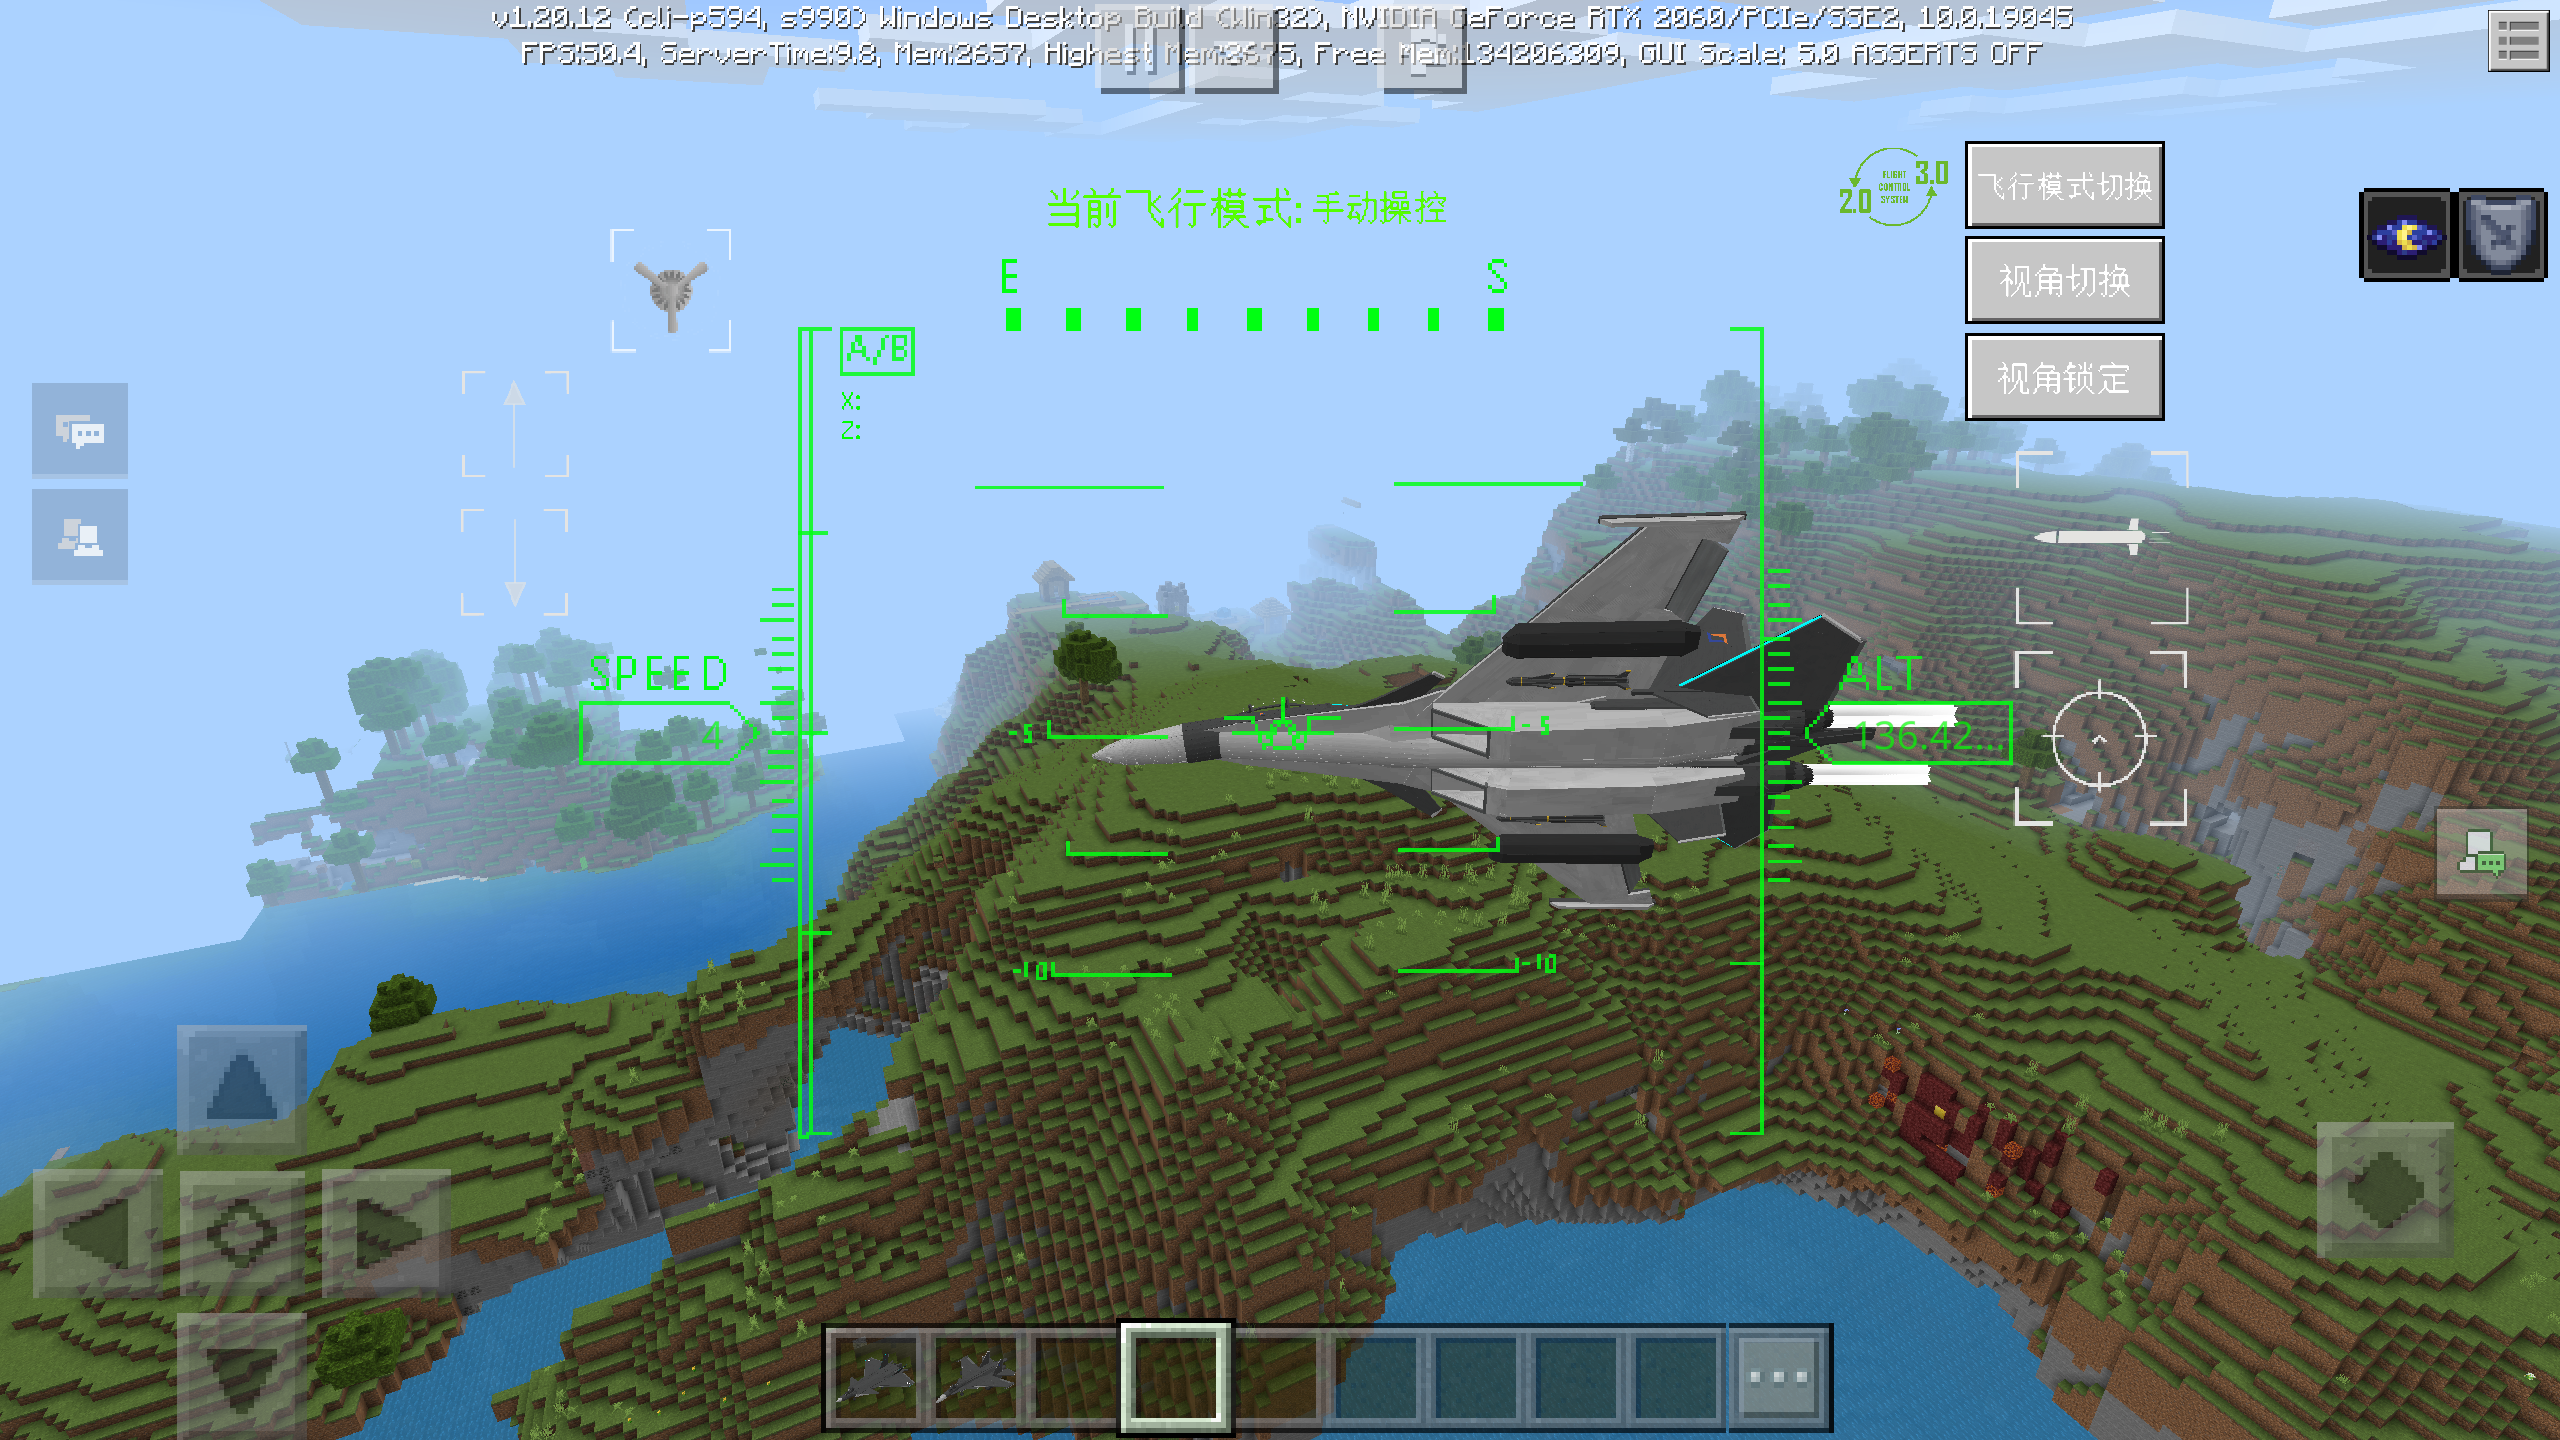 v1.20.12 (cli-p594, s990) Windows Desktop Build (Win32), NVIDIA GeForce RTX 2060/PCIe/SSE2, 10.0.19045
FPS:50.4, ServerTime:9.8, Mem:2657, Highest Mem:2675, Free Mem:134206309, GUI Scale: 5.0 ASSERTS OFF
当前飞行模式: 手动操控
2.0 FLIGHT CONTROL SYSTEM 3.0
飞行模式切换
视角切换
视角锁定
E S
A/B
X:
Z:
SPEED
4
ALT
136.42...
-5 -5
-10 -10